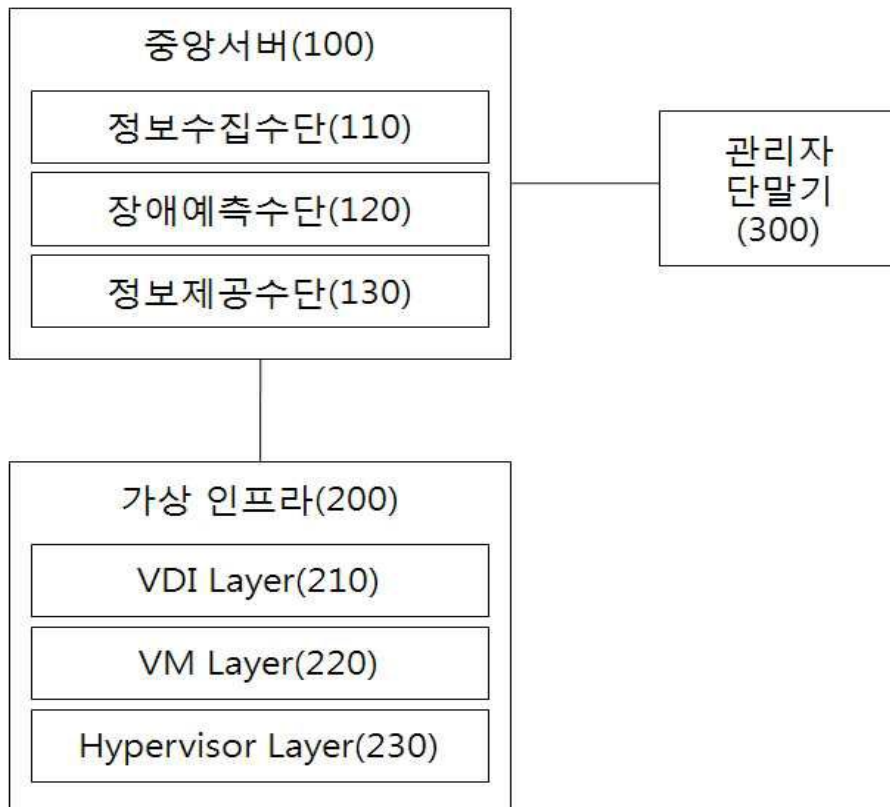 중앙서버(100)
정보수집수단(110)
장애예측수단(120)
정보제공수단(130)
관리자
단말기
(300)
가상 인프라(200)
VDI Layer(210)
VM Layer(220)
Hypervisor Layer(230)